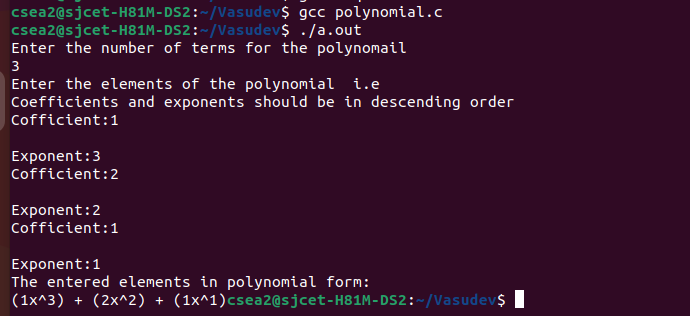 csea2@sjcet-H81M-DS2:~/Vasudev$ gcc polynomial.c
csea2@sjcet-H81M-DS2:~/Vasudev$ ./a.out
Enter the number of terms for the polynomail
3
Enter the elements of the polynomial  i.e
Coefficients and exponents should be in descending order
Cofficient:1
Exponent:3
Cofficient:2
Exponent:2
Cofficient:1
Exponent:1
The entered elements in polynomial form:
(1x^3) + (2x^2) + (1x^1)csea2@sjcet-H81M-DS2:~/Vasudev$